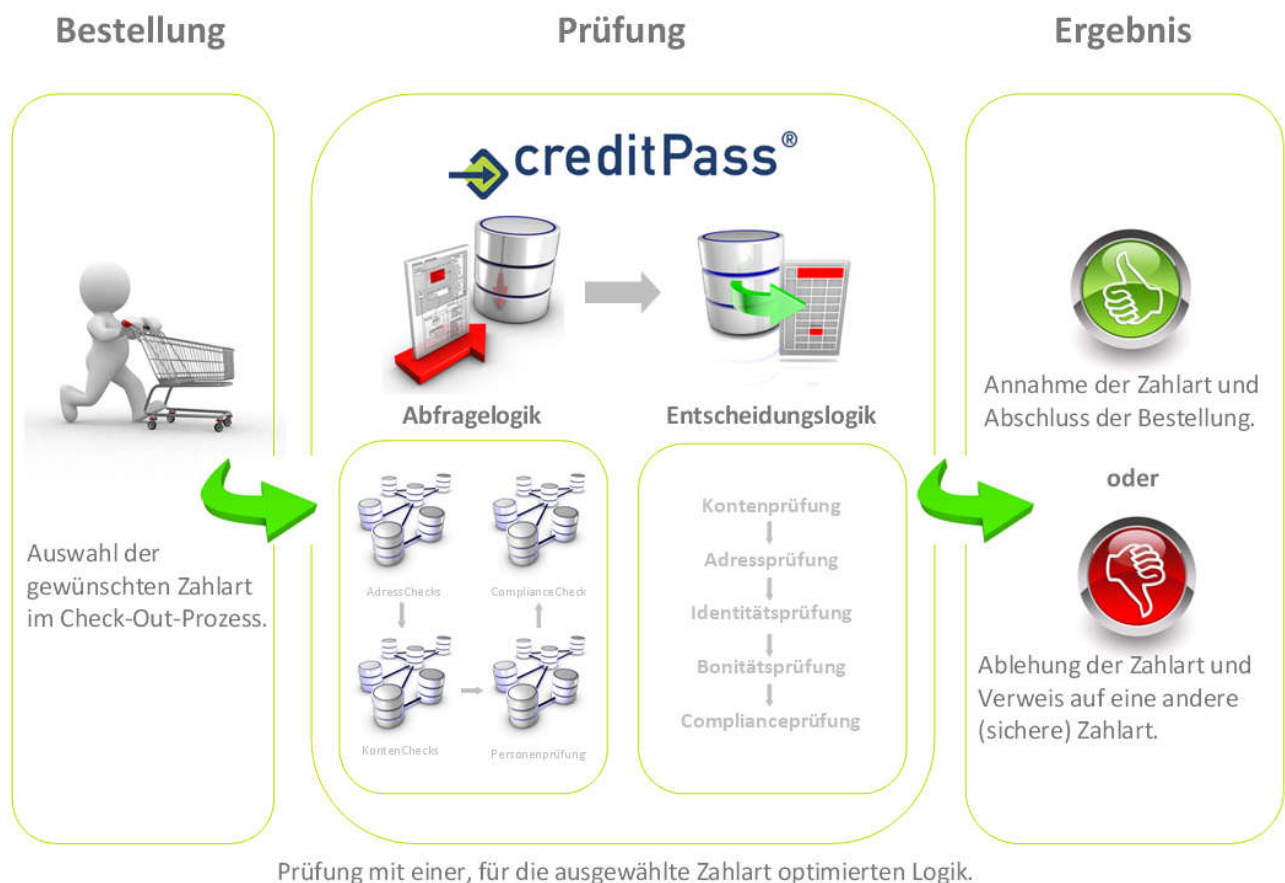 Bestellung
Prüfung
Ergebnis
creditPass®
Abfragelogik
Entscheidungslogik
Auswahl der
gewünschten Zahlart
im Check-Out-Prozess.
AdressChecks
ComplianceCheck
KontenChecks
Personenprüfung
Kontenprüfung
Adressprüfung
Identitätsprüfung
Bonitätsprüfung
Complianceprüfung
Annahme der Zahlart und
Abschluss der Bestellung.
oder
Ablehung der Zahlart und
Verweis auf eine andere
(sichere) Zahlart.
Prüfung mit einer, für die ausgewählte Zahlart optimierten Logik.